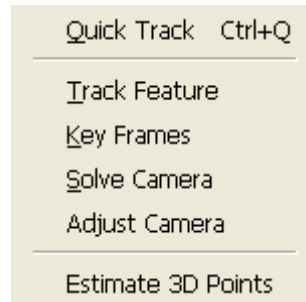 Quick Track Ctrl+Q
Track Feature
Key Frames
Solve Camera
Adjust Camera
Estimate 3D Points